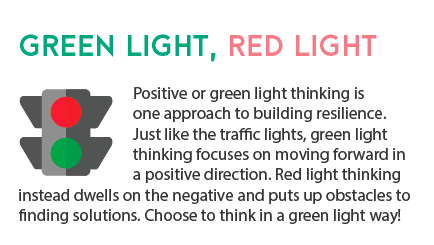 GREEN LIGHT, RED LIGHT
Positive or green light thinking is
one approach to building resilience.
Just like the traffic lights, green light
thinking focuses on moving forward in
a positive direction. Red light thinking
instead dwells on the negative and puts up obstacles to
finding solutions. Choose to think in a green light way!